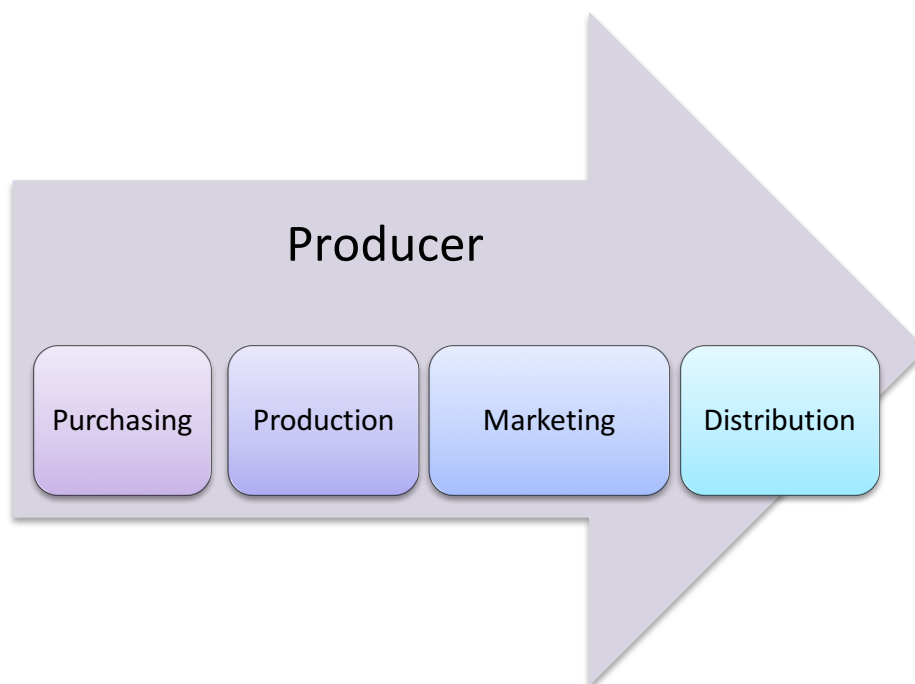 Producer
Purchasing
Production
Marketing
Distribution